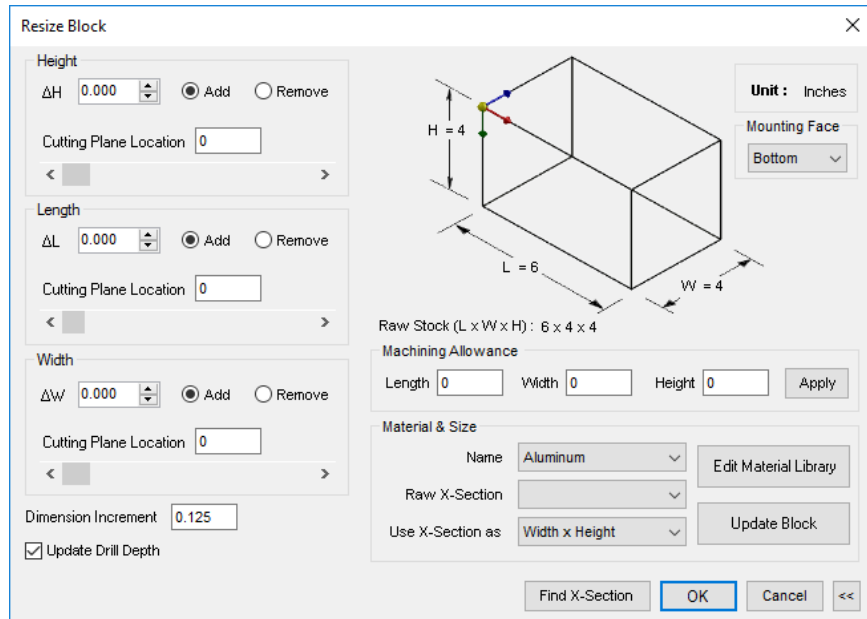 Resize Block
Height
ΔH 0.000 Add Remove
Cutting Plane Location 0
Length
ΔL 0.000 Add Remove
Cutting Plane Location 0
Width
ΔW 0.000 Add Remove
Cutting Plane Location 0
Dimension Increment 0.125
Update Drill Depth
H = 4
L = 6
W = 4
Unit : Inches
Mounting Face
Bottom
Raw Stock (L x W x H) : 6 x 4 x 4
Machining Allowance
Length 0 Width 0 Height 0 Apply
Material & Size
Name Aluminum Edit Material Library
Raw X-Section
Use X-Section as Width x Height Update Block
Find X-Section OK Cancel <<